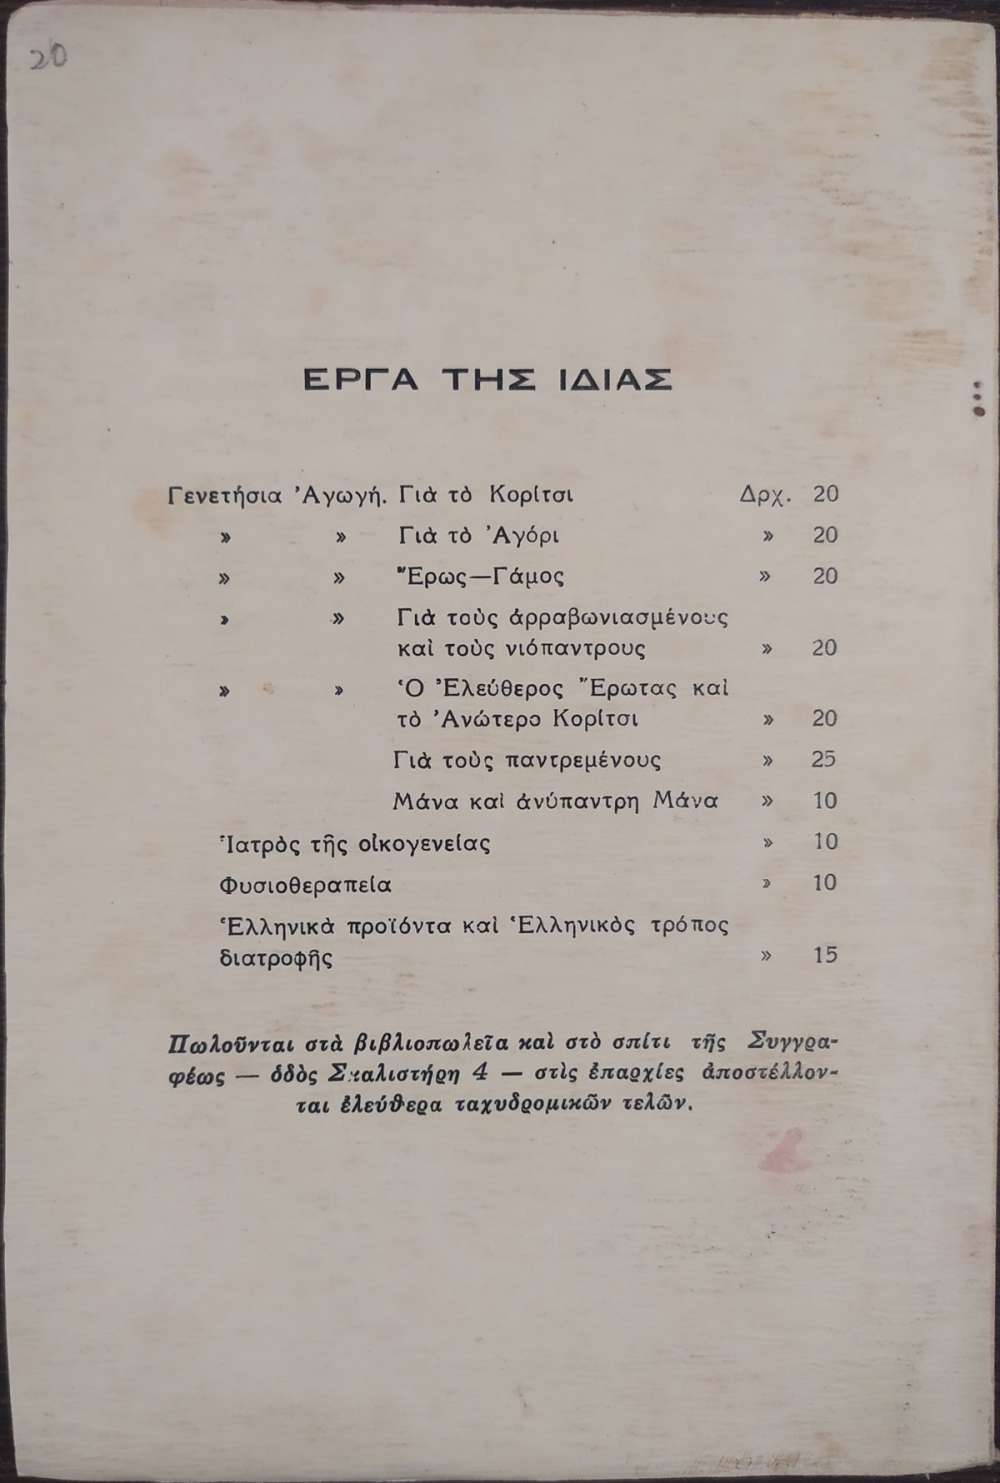 20
ΕΡΓΑ ΤΗΣ ΙΔΙΑΣ
Γενετήσια Ἀγωγή. Γιὰ τὸ Κορίτσι Δρχ. 20
» » Γιὰ τὸ Ἀγόρι » 20
» » Ἔρως—Γάμος » 20
» » Γιὰ τοὺς ἀρραβωνιασμένους
καὶ τοὺς νιόπαντρους » 20
» » Ὁ Ἐλεύθερος Ἔρωτας καὶ
τὸ Ἀνώτερο Κορίτσι » 20
Γιὰ τοὺς παντρεμένους » 25
Μάνα καὶ ἀνύπαντρη Μάνα » 10
Ἰατρὸς τῆς οἰκογενείας » 10
Φυσιοθεραπεία » 10
Ἑλληνικὰ προϊόντα καὶ Ἑλληνικὸς τρόπος
διατροφῆς » 15
Πωλοῦνται στὰ βιβλιοπωλεῖα καὶ στὸ σπίτι τῆς Συγγρα-
φέως — ὁδὸς Σκαλιστήρη 4 — στὶς ἐπαρχίες ἀποστέλλον-
ται ἐλεύθερα ταχυδρομικῶν τελῶν.